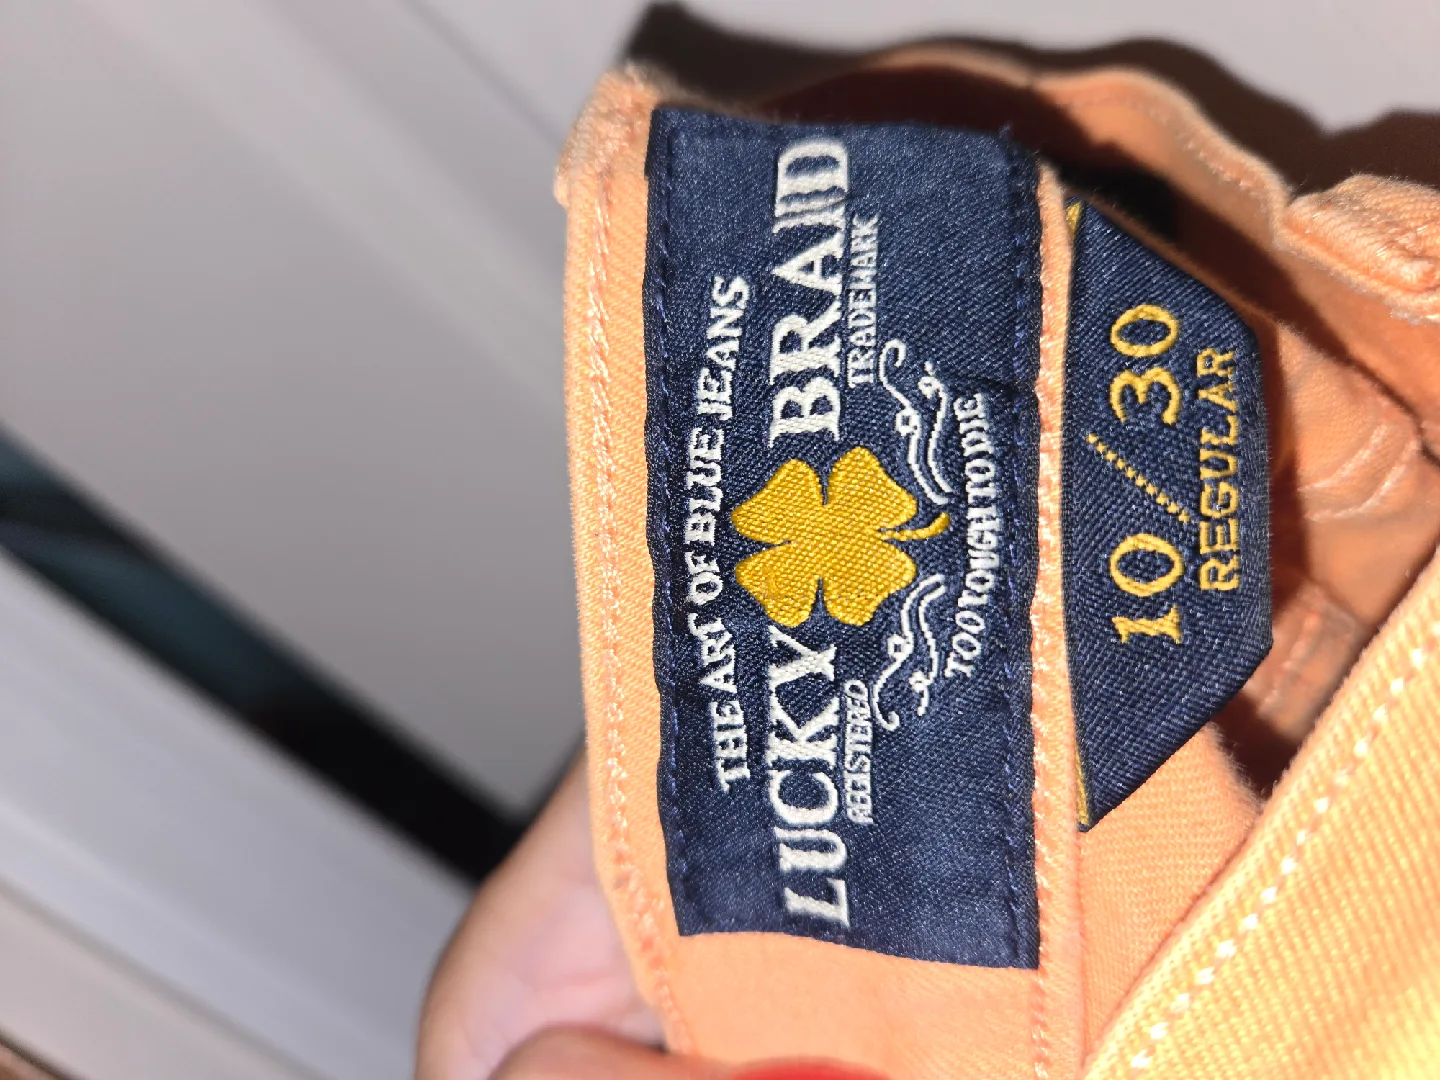 THE ART OF BLUE JEANS
LUCKY BRAND
REGISTERED TRADEMARK
TOO TOUGH TO DIE
10/30
REGULAR